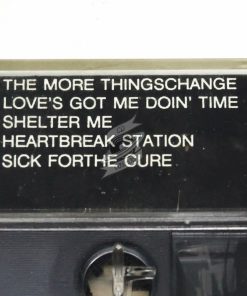 THE MORE THINGSCHANGE
LOVE'S GOT ME DOIN' TIME
SHELTER ME
HEARTBREAK STATION
SICK FORTHE CURE